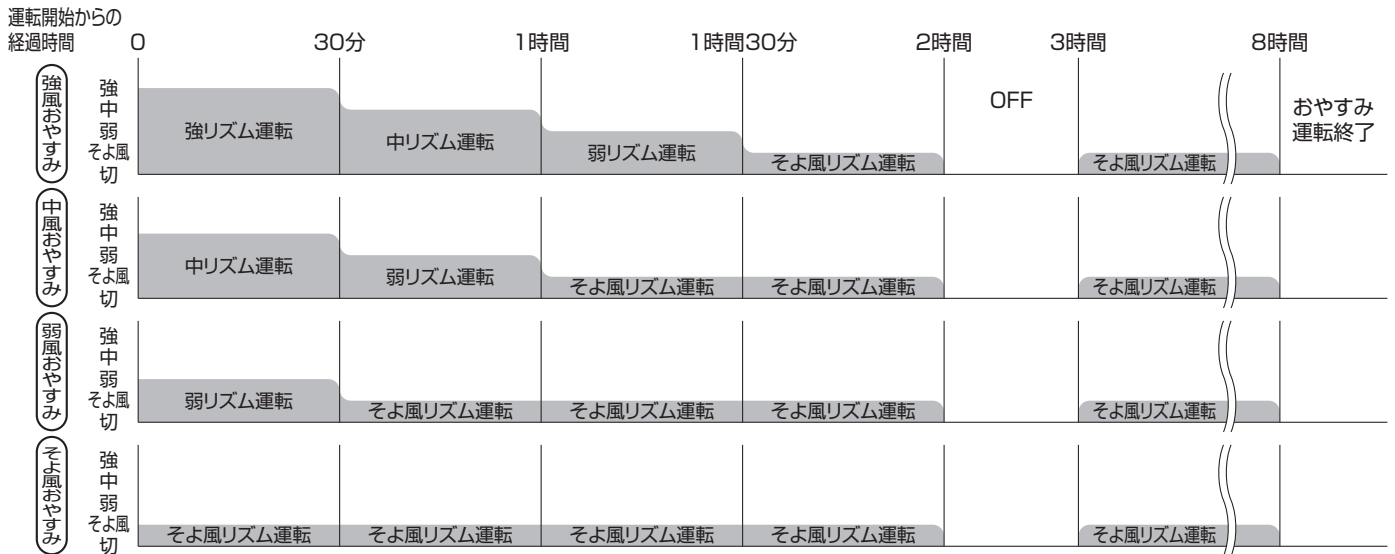 運転開始からの
経過時間 0 30分 1時間 1時間30分 2時間 3時間 8時間
強風おやすみ
強
中
弱
そよ風
切
強リズム運転 中リズム運転 弱リズム運転 そよ風リズム運転 OFF そよ風リズム運転 おやすみ
運転終了
中風おやすみ
強
中
弱
そよ風
切
中リズム運転 弱リズム運転 そよ風リズム運転 そよ風リズム運転 そよ風リズム運転
弱風おやすみ
強
中
弱
そよ風
切
弱リズム運転 そよ風リズム運転 そよ風リズム運転 そよ風リズム運転 そよ風リズム運転
そよ風おやすみ
強
中
弱
そよ風
切
そよ風リズム運転 そよ風リズム運転 そよ風リズム運転 そよ風リズム運転 そよ風リズム運転